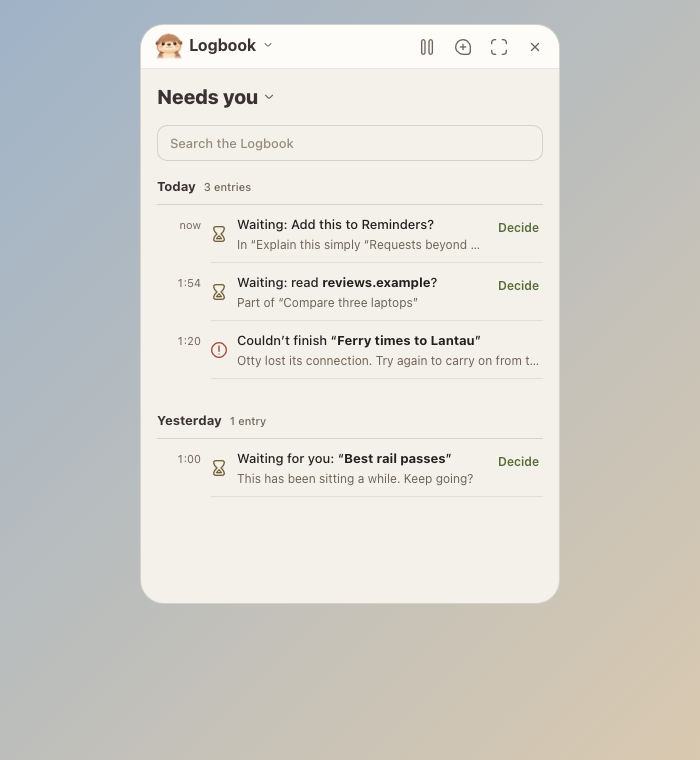 Logbook
Needs you
Search the Logbook
Today 3 entries
now Waiting: Add this to Reminders? Decide
In “Explain this simply “Requests beyond ...
1:54 Waiting: read reviews.example? Decide
Part of “Compare three laptops”
1:20 Couldn’t finish “Ferry times to Lantau”
Otty lost its connection. Try again to carry on from t...
Yesterday 1 entry
1:00 Waiting for you: “Best rail passes” Decide
This has been sitting a while. Keep going?